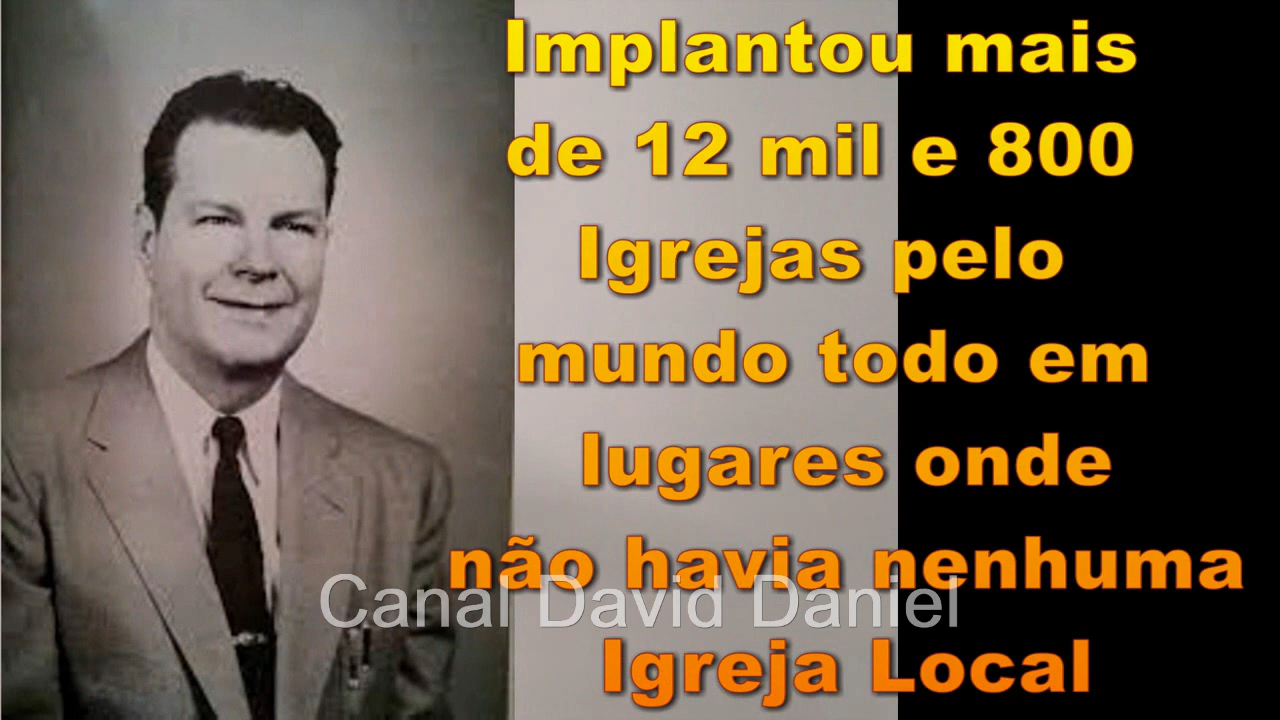 Implantou mais
de 12 mil e 800
Igrejas pelo
mundo todo em
lugares onde
não havia nenhuma
Canal David Daniel
Igreja Local